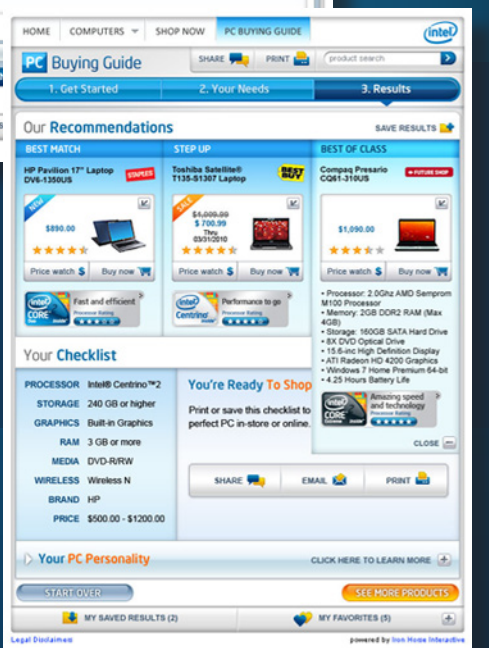 HOME COMPUTERS SHOP NOW PC BUYING GUIDE
intel
PC Buying Guide SHARE PRINT product search
1. Get Started 2. Your Needs 3. Results
Our Recommendations SAVE RESULTS
BEST MATCH STEP UP BEST OF CLASS
HP Pavilion 17" Laptop
DV6-1350US
STAPLES
NEW
$890.00
Price watch $ Buy now
Fast and efficient
Processor Rating
intel
CORE
Toshiba Satellite®
T135-S1307 Laptop
BEST
BUY
SALE
$1,009.99
$ 700.99
Thru
03/31/2010
Price watch $ Buy now
Performance to go
Processor Rating
intel
Centrino
Compaq Presario
CQ61-310US
FUTURE SHOP
$1,090.00
Price watch $ Buy now
• Processor: 2.0Ghz AMD Semprom
M100 Processor
• Memory: 2GB DDR2 RAM (Max
4GB)
• Storage: 160GB SATA Hard Drive
• 8X DVD Optical Drive
• 15.6-inc High Definition Display
• ATI Radeon HD 4200 Graphics
• Windows 7 Home Premium 64-bit
• 4.25 Hours Battery Life
Amazing speed
and technology
Processor Rating
intel
CORE
CLOSE
Your Checklist
PROCESSOR Intel® Centrino™2
STORAGE 240 GB or higher
GRAPHICS Built-in Graphics
RAM 3 GB or more
MEDIA DVD-R/RW
WIRELESS Wireless N
BRAND HP
PRICE $500.00 - $1200.00
You're Ready To Shop
Print or save this checklist to
perfect PC in-store or online.
SHARE EMAIL PRINT
Your PC Personality CLICK HERE TO LEARN MORE
START OVER SEE MORE PRODUCTS
MY SAVED RESULTS (2) MY FAVORITES (5)
Legal Disclaimers powered by Iron Horse Interactive